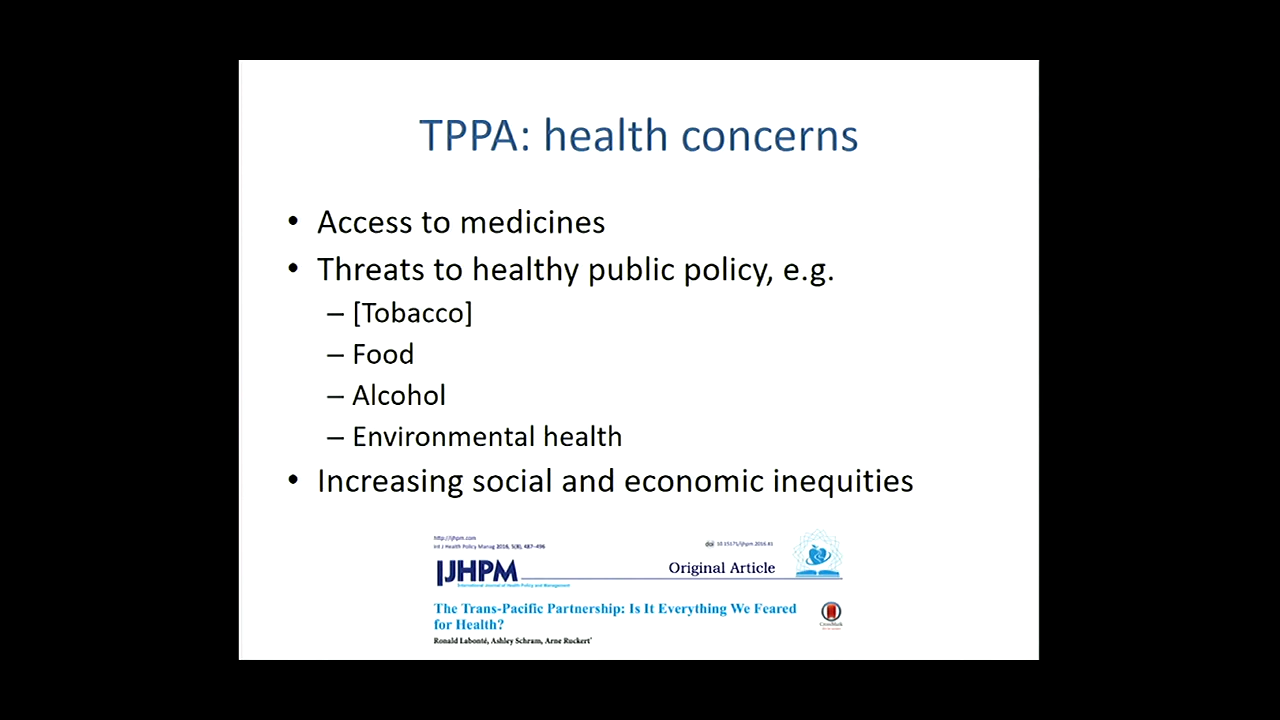 TPPA: health concerns
• Access to medicines
• Threats to healthy public policy, e.g.
– [Tobacco]
– Food
– Alcohol
– Environmental health
• Increasing social and economic inequities
http://ijhpm.com
Int J Health Policy Manag 2016, 5(8), 487–496
doi 10.15171/ijhpm.2016.41
IJHPM
International Journal of Health Policy and Management
Original Article
The Trans-Pacific Partnership: Is It Everything We Feared
for Health?
CrossMark
Ronald Labonté, Ashley Schram, Arne Ruckert*